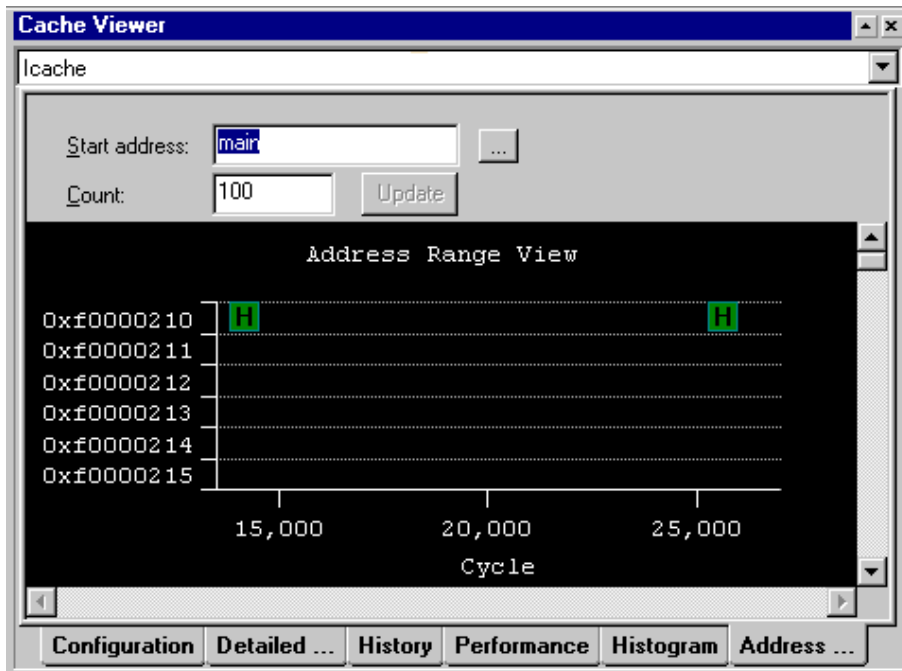 Cache Viewer
Icache
Start address: main ...
Count: 100 Update
Address Range View
0xf0000210 H H
0xf0000211
0xf0000212
0xf0000213
0xf0000214
0xf0000215
15,000 20,000 25,000
Cycle
Configuration Detailed ... History Performance Histogram Address ...